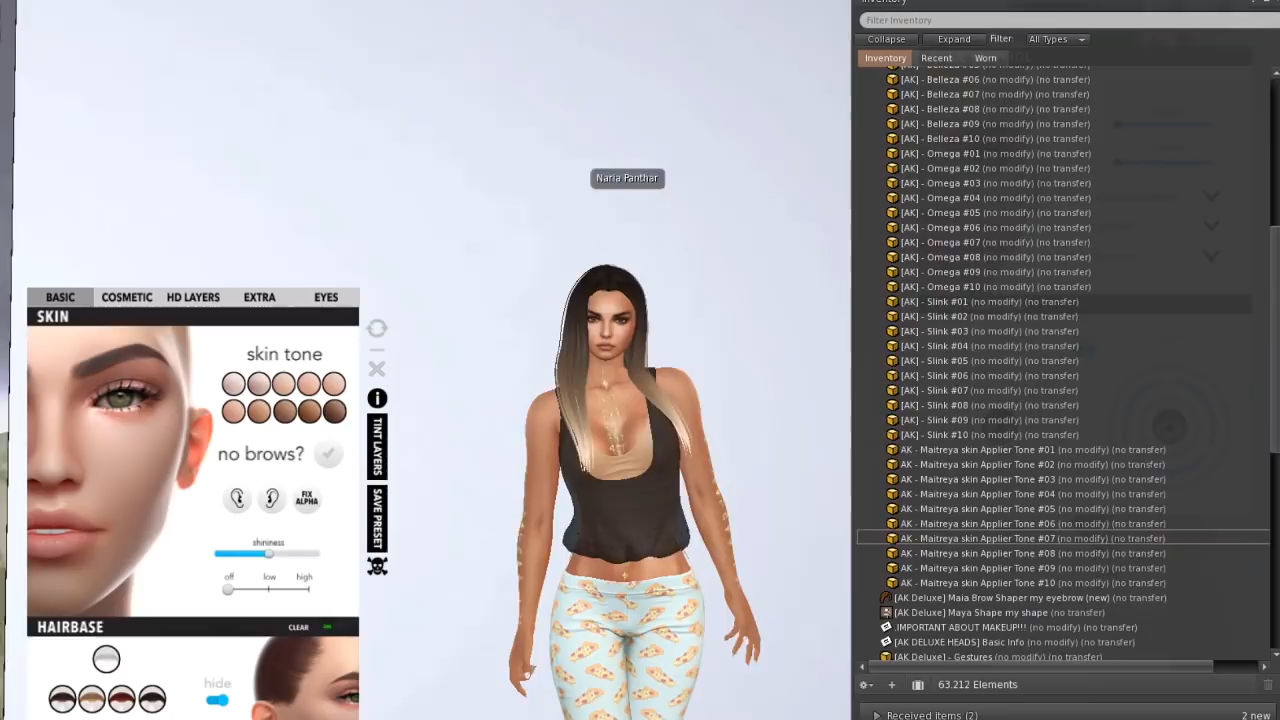 Inventory
Filter Inventory
Collapse Expand Filter: All Types
Inventory Recent Worn
[AK] - Belleza #06 (no modify) (no transfer)
[AK] - Belleza #07 (no modify) (no transfer)
[AK] - Belleza #08 (no modify) (no transfer)
[AK] - Belleza #09 (no modify) (no transfer)
[AK] - Belleza #10 (no modify) (no transfer)
[AK] - Omega #01 (no modify) (no transfer)
[AK] - Omega #02 (no modify) (no transfer)
[AK] - Omega #03 (no modify) (no transfer)
[AK] - Omega #04 (no modify) (no transfer)
[AK] - Omega #05 (no modify) (no transfer)
[AK] - Omega #06 (no modify) (no transfer)
[AK] - Omega #07 (no modify) (no transfer)
[AK] - Omega #08 (no modify) (no transfer)
[AK] - Omega #09 (no modify) (no transfer)
[AK] - Omega #10 (no modify) (no transfer)
[AK] - Slink #01 (no modify) (no transfer)
[AK] - Slink #02 (no modify) (no transfer)
[AK] - Slink #03 (no modify) (no transfer)
[AK] - Slink #04 (no modify) (no transfer)
[AK] - Slink #05 (no modify) (no transfer)
[AK] - Slink #06 (no modify) (no transfer)
[AK] - Slink #07 (no modify) (no transfer)
[AK] - Slink #08 (no modify) (no transfer)
[AK] - Slink #09 (no modify) (no transfer)
[AK] - Slink #10 (no modify) (no transfer)
AK - Maitreya skin Applier Tone #01 (no modify) (no transfer)
AK - Maitreya skin Applier Tone #02 (no modify) (no transfer)
AK - Maitreya skin Applier Tone #03 (no modify) (no transfer)
AK - Maitreya skin Applier Tone #04 (no modify) (no transfer)
AK - Maitreya skin Applier Tone #05 (no modify) (no transfer)
AK - Maitreya skin Applier Tone #06 (no modify) (no transfer)
AK - Maitreya skin Applier Tone #07 (no modify) (no transfer)
AK - Maitreya skin Applier Tone #08 (no modify) (no transfer)
AK - Maitreya skin Applier Tone #09 (no modify) (no transfer)
AK - Maitreya skin Applier Tone #10 (no modify) (no transfer)
[AK Deluxe] Maia Brow Shaper my eyebrow (new) (no transfer)
[AK Deluxe] Maya Shape my shape (no transfer)
IMPORTANT ABOUT MAKEUP!!! (no modify) (no transfer)
[AK DELUXE HEADS] Basic Info (no modify) (no transfer)
[AK Deluxe] - Gestures (no modify) (no transfer)
63.212 Elements
Received items (2) 2 new
Naria Panthar
BASIC COSMETIC HD LAYERS EXTRA EYES
SKIN
skin tone
no brows?
FIX
ALPHA
shininess
off low high
TINT LAYERS
SAVE PRESET
HAIRBASE CLEAR
hide